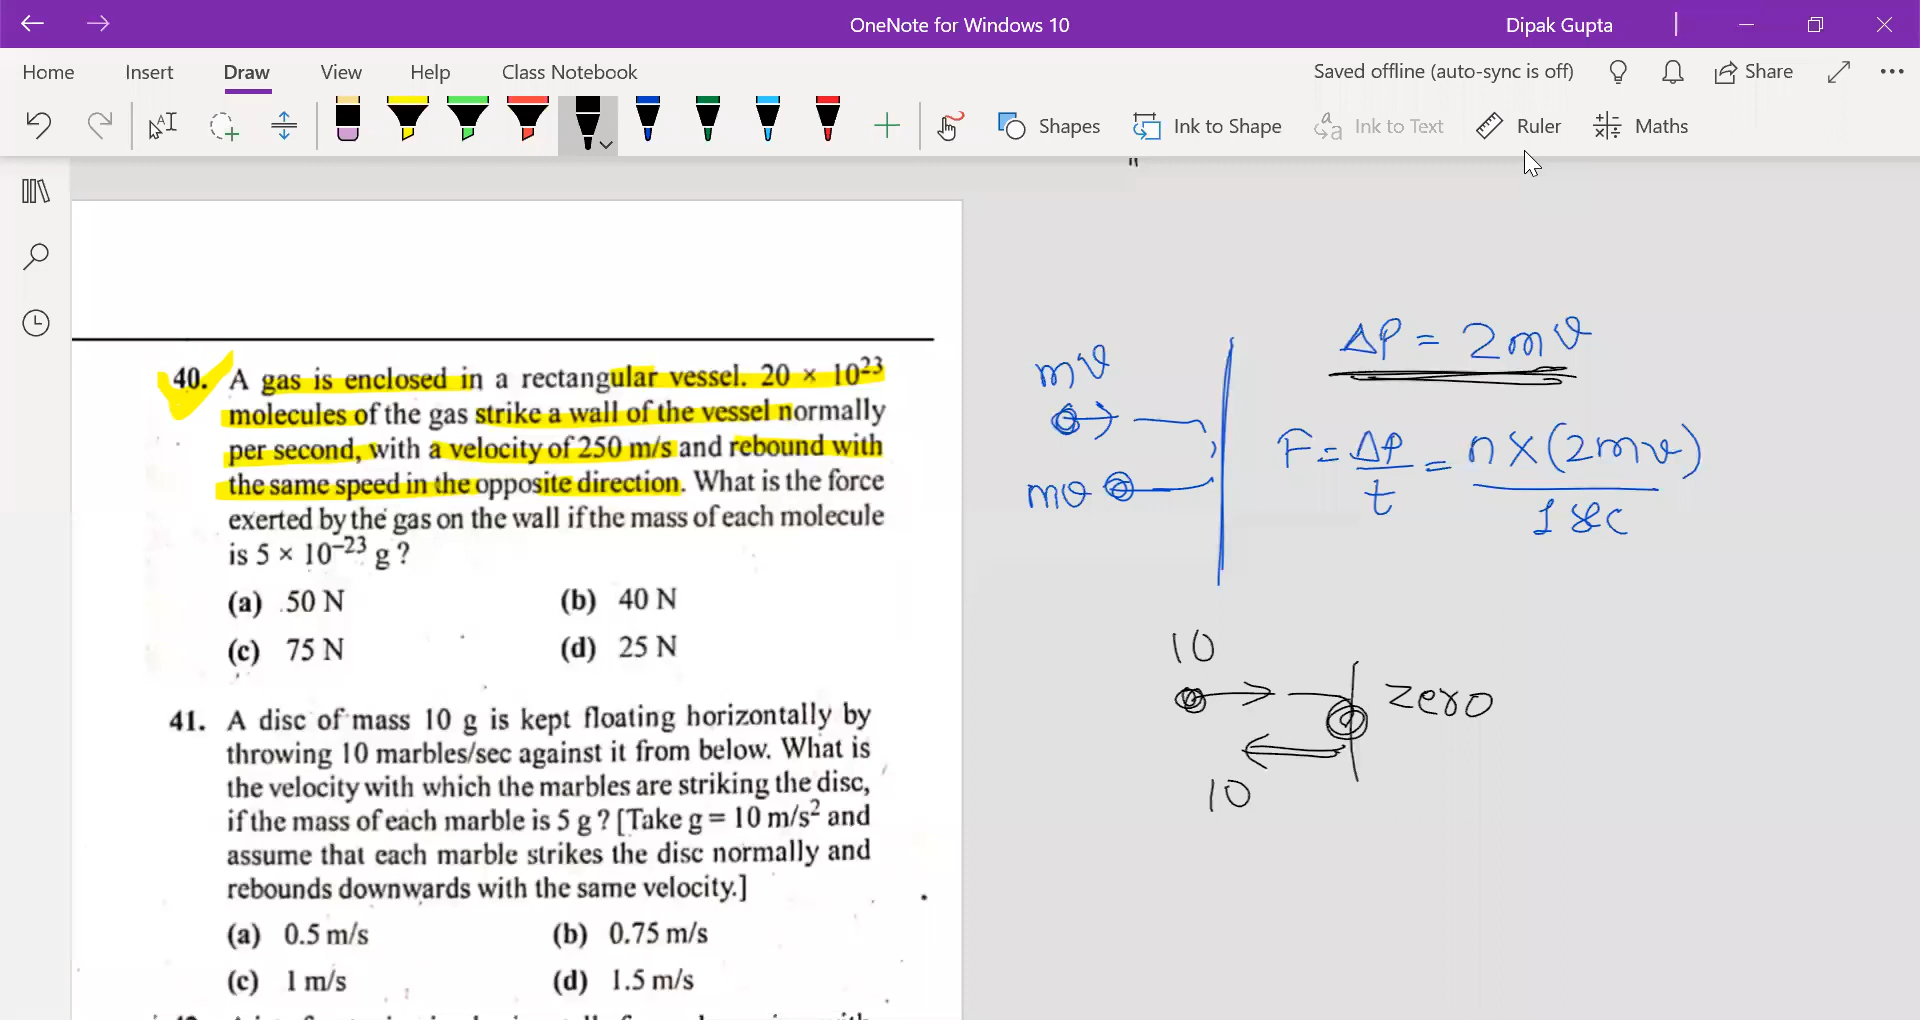 OneNote for Windows 10
Dipak Gupta
Home Insert Draw View Help Class Notebook
Saved offline (auto-sync is off) Share
Shapes Ink to Shape Ink to Text Ruler Maths
40. A gas is enclosed in a rectangular vessel. 20 × 10²³
molecules of the gas strike a wall of the vessel normally
per second, with a velocity of 250 m/s and rebound with
the same speed in the opposite direction. What is the force
exerted by the gas on the wall if the mass of each molecule
is 5 × 10⁻²³ g ?
(a) 50 N (b) 40 N
(c) 75 N (d) 25 N
41. A disc of mass 10 g is kept floating horizontally by
throwing 10 marbles/sec against it from below. What is
the velocity with which the marbles are striking the disc,
if the mass of each marble is 5 g ? [Take g = 10 m/s² and
assume that each marble strikes the disc normally and
rebounds downwards with the same velocity.]
(a) 0.5 m/s (b) 0.75 m/s
(c) 1 m/s (d) 1.5 m/s
ΔP = 2mv
mv
F = ΔP/t = n × (2mv)/1 sec
mv
10
zero
10